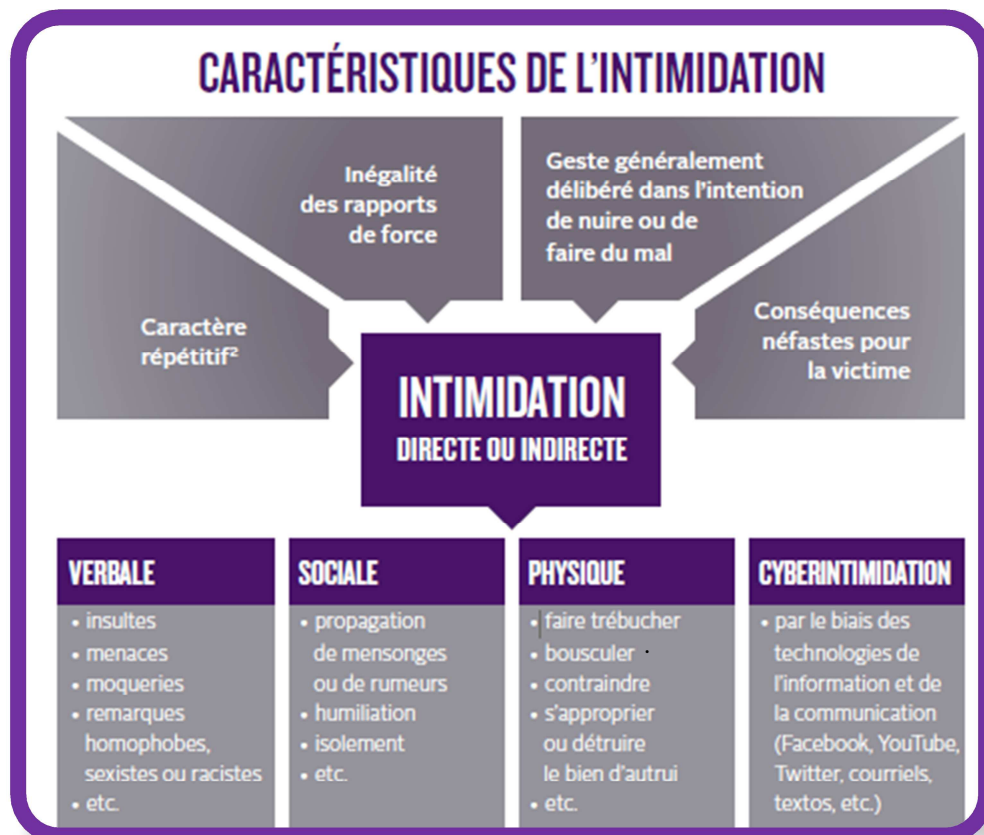 CARACTÉRISTIQUES DE L'INTIMIDATION
Caractère
répétitif²
Inégalité
des rapports
de force
Geste généralement
délibéré dans l'intention
de nuire ou de
faire du mal
Conséquences
néfastes pour
la victime
INTIMIDATION
DIRECTE OU INDIRECTE
VERBALE
• insultes
• menaces
• moqueries
• remarques
homophobes,
sexistes ou racistes
• etc.
SOCIALE
• propagation
de mensonges
ou de rumeurs
• humiliation
• isolement
• etc.
PHYSIQUE
• faire trébucher
• bousculer
• contraindre
• s'approprier
ou détruire
le bien d'autrui
• etc.
CYBERINTIMIDATION
• par le biais des
technologies de
l'information et de
la communication
(Facebook, YouTube,
Twitter, courriels,
textos, etc.)